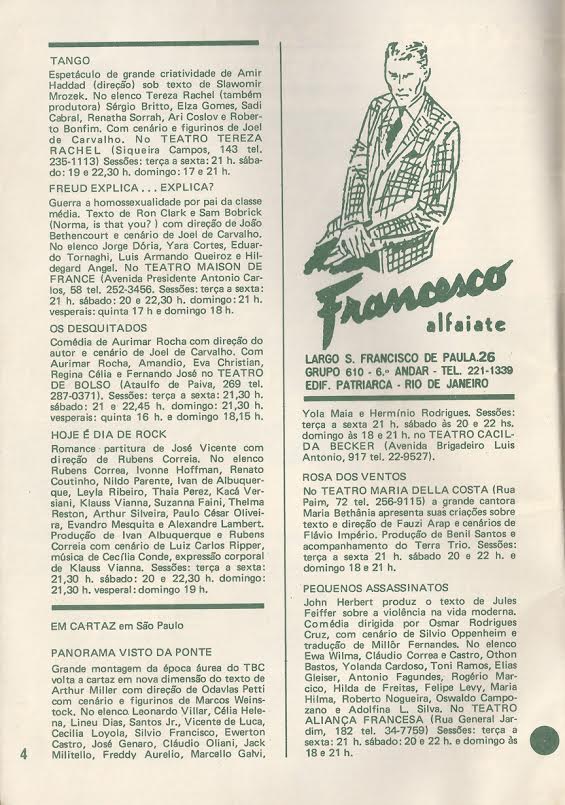 TANGO
Espetáculo de grande criatividade de Amir
Haddad (direção) sob texto de Slawomir
Mrozek. No elenco Tereza Rachel (também
produtora) Sérgio Britto, Elza Gomes, Sadi
Cabral, Renatha Sorrah, Ari Coslov e Rober-
to Bonfim. Com cenário e figurinos de Joel
de Carvalho. No TEATRO TEREZA
RACHEL (Siqueira Campos, 143 tel.
235-1113) Sessões: terça a sexta: 21 h. sába-
do: 19 e 22,30 h. domingo: 17 e 21 h.
FREUD EXPLICA . . . EXPLICA?
Guerra a homossexualidade por pai da classe
média. Texto de Ron Clark e Sam Bobrick
(Norma, is that you? ) com direção de João
Bethencourt e cenário de Joel de Carvalho.
No elenco Jorge Dória, Yara Cortes, Eduar-
do Tornaghi, Luis Armando Queiroz e Hil-
degard Angel. No TEATRO MAISON DE
FRANCE (Avenida Presidente Antonio Car-
los, 58 tel. 252-3456). Sessões: terça a sexta:
21 h. sábado: 20 e 22,30 h. domingo: 21 h.
vesperais: quinta 17 h e domingo 18 h.
OS DESQUITADOS
Comédia de Aurimar Rocha com direção do
autor e cenário de Joel de Carvalho. Com
Aurimar Rocha, Amandio, Eva Christian,
Regina Célia e Fernando José no TEATRO
DE BOLSO (Ataulfo de Paiva, 269 tel.
287-0371). Sessões: terça a sexta: 21,30 h.
sábado: 21 e 22,45 h. domingo: 21,30 h.
vesperais: quinta 16 h. e domingo 18,15 h.
HOJE É DIA DE ROCK
Romance partitura de José Vicente com
direção de Rubens Correia. No elenco
Rubens Correa, Ivonne Hoffman, Renato
Coutinho, Nildo Parente, Ivan de Albuquer-
que, Leyla Ribeiro, Thaia Perez, Kacá Ver-
siani, Klauss Vianna, Suzanna Faini, Thelma
Reston, Arthur Silveira, Paulo César Olivei-
ra, Evandro Mesquita e Alexandre Lambert.
Produção de Ivan Albuquerque e Rubens
Correia com cenário de Luiz Carlos Ripper,
música de Cecília Conde, expressão corporal
de Klauss Vianna. Sessões: terça a sexta:
21,30 h. sábado: 20 e 22,30 h. domingo:
21,30 h. vesperal: domingo 19 h.
EM CARTAZ em São Paulo
PANORAMA VISTO DA PONTE
Grande montagem da época áurea do TBC
volta a cartaz em nova dimensão do texto de
Arthur Miller com direção de Odavlas Petti
com cenário e figurinos de Marcos Weins-
tock, No elenco Leonardo Villar, Célia Hele-
na, Lineu Dias, Santos Jr., Vicente de Luca,
Cecilia Loyola, Silvio Francisco, Ewerton
Castro, José Genaro, Cláudio Oliani, Jack
Militello, Freddy Aurelio, Marcello Galvi,
4
Francesco
alfaiate
LARGO S. FRANCISCO DE PAULA.26
GRUPO 610 - 6.º ANDAR - TEL. 221-1339
EDIF. PATRIARCA - RIO DE JANEIRO
Yola Maia e Hermínio Rodrigues. Sessões:
terça a sexta 21 h. sábado às 20 e 22 hs.
domingo às 18 e 21 h. no TEATRO CACIL-
DA BECKER (Avenida Brigadeiro Luis
Antonio, 917 tel. 22-9527).
ROSA DOS VENTOS
No TEATRO MARIA DELLA COSTA (Rua
Paim, 72 tel. 256-9115) a grande cantora
Maria Bethânia apresenta suas criações sobre
texto e direção de Fauzi Arap e cenários de
Flávio Império. Produção de Benil Santos e
acompanhamento do Terra Trio. Sessões:
terça a sexta 21 h. sábado 20 e 22 h. e
domingo 18 e 21 h.
PEQUENOS ASSASSINATOS
John Herbert produz o texto de Jules
Feiffer sobre a violência na vida moderna.
Comédia dirigida por Osmar Rodrigues
Cruz, com cenário de Silvio Oppenheim e
tradução de Millôr Fernandes. No elenco
Ewa Wilma, Cláudio Correa e Castro, Othon
Bastos, Yolanda Cardoso, Toni Ramos, Elias
Gleiser, Antonio Fagundes, Rogério Mar-
cico, Hilda de Freitas, Felipe Levy, Maria
Hilma, Roberto Nogueira, Osvaldo Campo-
zano e Adolfina L. Silva. No TEATRO
ALIANÇA FRANCESA (Rua General Jar-
dim, 182 tel. 34-7759) Sessões: terça a
sexta: 21 h. sábado: 20 e 22 h. e domingo às
18 e 21 h.